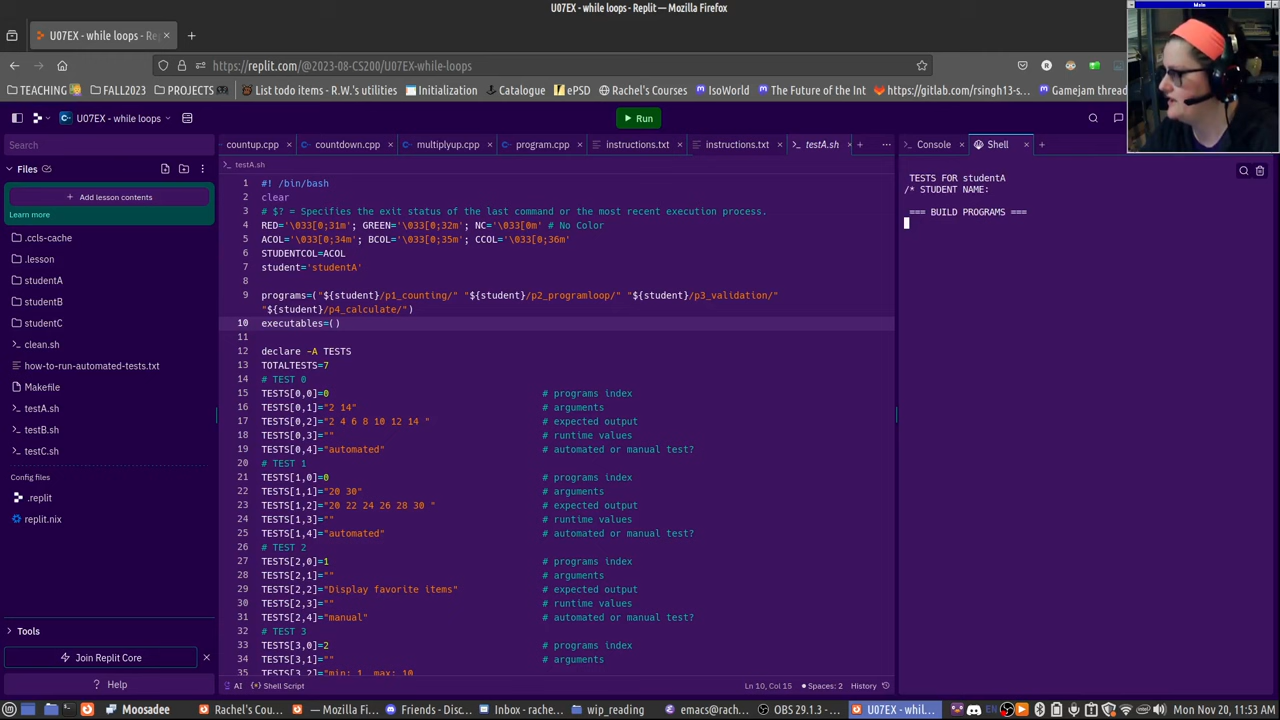 U07EX - while loops - Replit — Mozilla Firefox
Mole
U07EX - while loops - Rep
https://replit.com/@2023-08-CS200/U07EX-while-loops
TEACHING
FALL2023
PROJECTS
List todo items - R.W.'s utilities
Initialization
Catalogue
ePSD
Rachel's Courses
IsoWorld
The Future of the Int
https://gitlab.com/rsingh13-s...
Gamejam thread
U07EX - while loops
Run
Search
countup.cpp
countdown.cpp
multiplyup.cpp
program.cpp
instructions.txt
instructions.txt
testA.sh
Console
Shell
Files
Add lesson contents
Learn more
.ccls-cache
.lesson
studentA
studentB
studentC
clean.sh
how-to-run-automated-tests.txt
Makefile
testA.sh
testB.sh
testC.sh
Config files
.replit
replit.nix
Tools
Join Replit Core
Help
testA.sh
1 #! /bin/bash
2 clear
3 # $? = Specifies the exit status of the last command or the most recent execution process.
4 RED='\033[0;31m'; GREEN='\033[0;32m'; NC='\033[0m' # No Color
5 ACOL='\033[0;34m'; BCOL='\033[0;35m'; CCOL='\033[0;36m'
6 STUDENTCOL=ACOL
7 student='studentA'
8
9 programs=("${student}/p1_counting/" "${student}/p2_programloop/" "${student}/p3_validation/"
"${student}/p4_calculate/")
10 executables=()
11
12 declare -A TESTS
13 TOTALTESTS=7
14 # TEST 0
15 TESTS[0,0]=0 # programs index
16 TESTS[0,1]="2 14" # arguments
17 TESTS[0,2]="2 4 6 8 10 12 14 " # expected output
18 TESTS[0,3]="" # runtime values
19 TESTS[0,4]="automated" # automated or manual test?
20 # TEST 1
21 TESTS[1,0]=0 # programs index
22 TESTS[1,1]="20 30" # arguments
23 TESTS[1,2]="20 22 24 26 28 30 " # expected output
24 TESTS[1,3]="" # runtime values
25 TESTS[1,4]="automated" # automated or manual test?
26 # TEST 2
27 TESTS[2,0]=1 # programs index
28 TESTS[2,1]="" # arguments
29 TESTS[2,2]="Display favorite items" # expected output
30 TESTS[2,3]="" # runtime values
31 TESTS[2,4]="manual" # automated or manual test?
32 # TEST 3
33 TESTS[3,0]=2 # programs index
34 TESTS[3,1]="" # arguments
35 TESTS[3,2]="min: 1, max: 10
AI
Shell Script
Ln 10, Col 15
Spaces: 2
History
TESTS FOR studentA
/* STUDENT NAME:
=== BUILD PROGRAMS ===
Moosadee
Rachel's Cou...
— Mozilla Firef...
Friends - Disc...
Inbox - rache...
wip_reading
emacs@rach...
OBS 29.1.3 - ...
U07EX - whil...
EN
Mon Nov 20, 11:53 AM